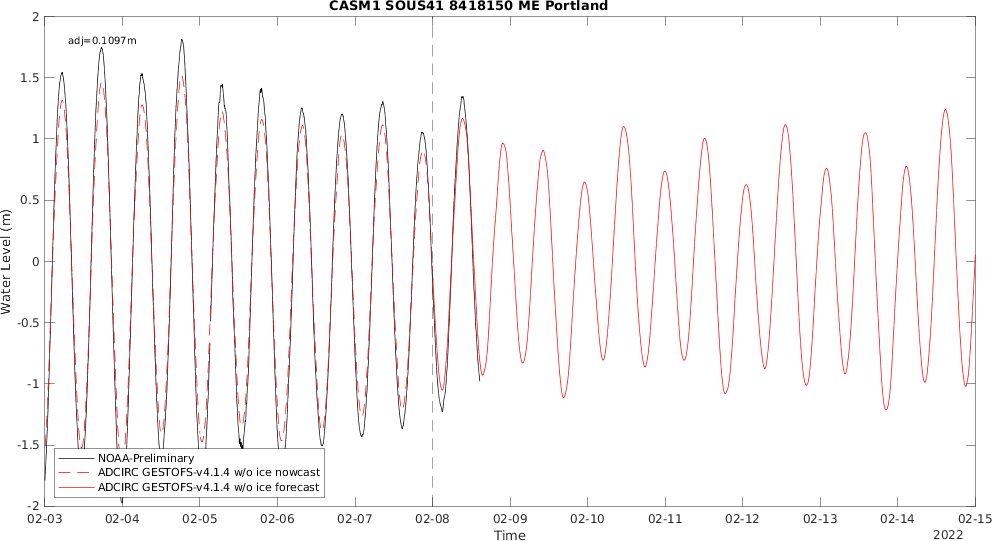 CASM1 SOUS41 8418150 ME Portland
adj=0.1097m
2
1.5
1
0.5
0
-0.5
-1
-1.5
-2
Water Level (m)
NOAA-Preliminary
ADCIRC GESTOFS-v4.1.4 w/o ice nowcast
ADCIRC GESTOFS-v4.1.4 w/o ice forecast
02-03 02-04 02-05 02-06 02-07 02-08 02-09 02-10 02-11 02-12 02-13 02-14 02-15
Time
2022